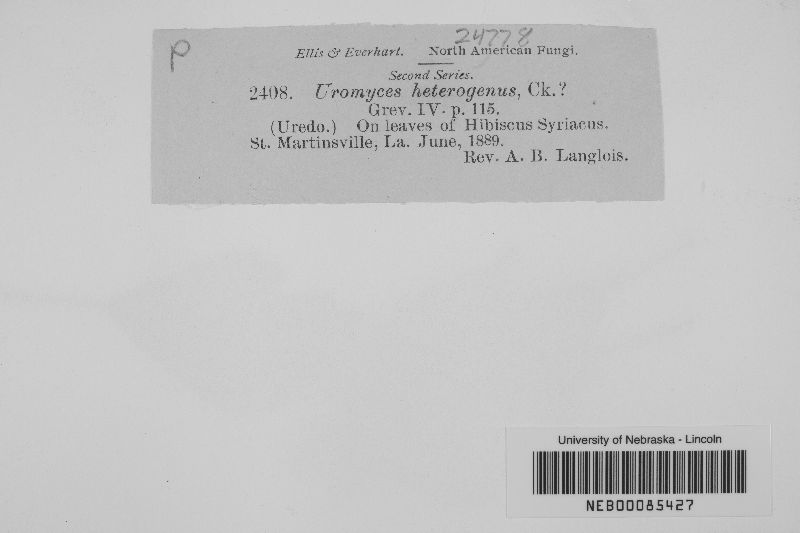 24778
P
Ellis & Everhart. North American Fungi.
Second Series.
2408. Uromyces heterogenus, Ck. ?
Grev. IV. p. 115.
(Uredo.) On leaves of Hibiscus Syriacus.
St. Martinsville, La. June, 1889.
Rev. A. B. Langlois.
University of Nebraska - Lincoln
NEB00085427